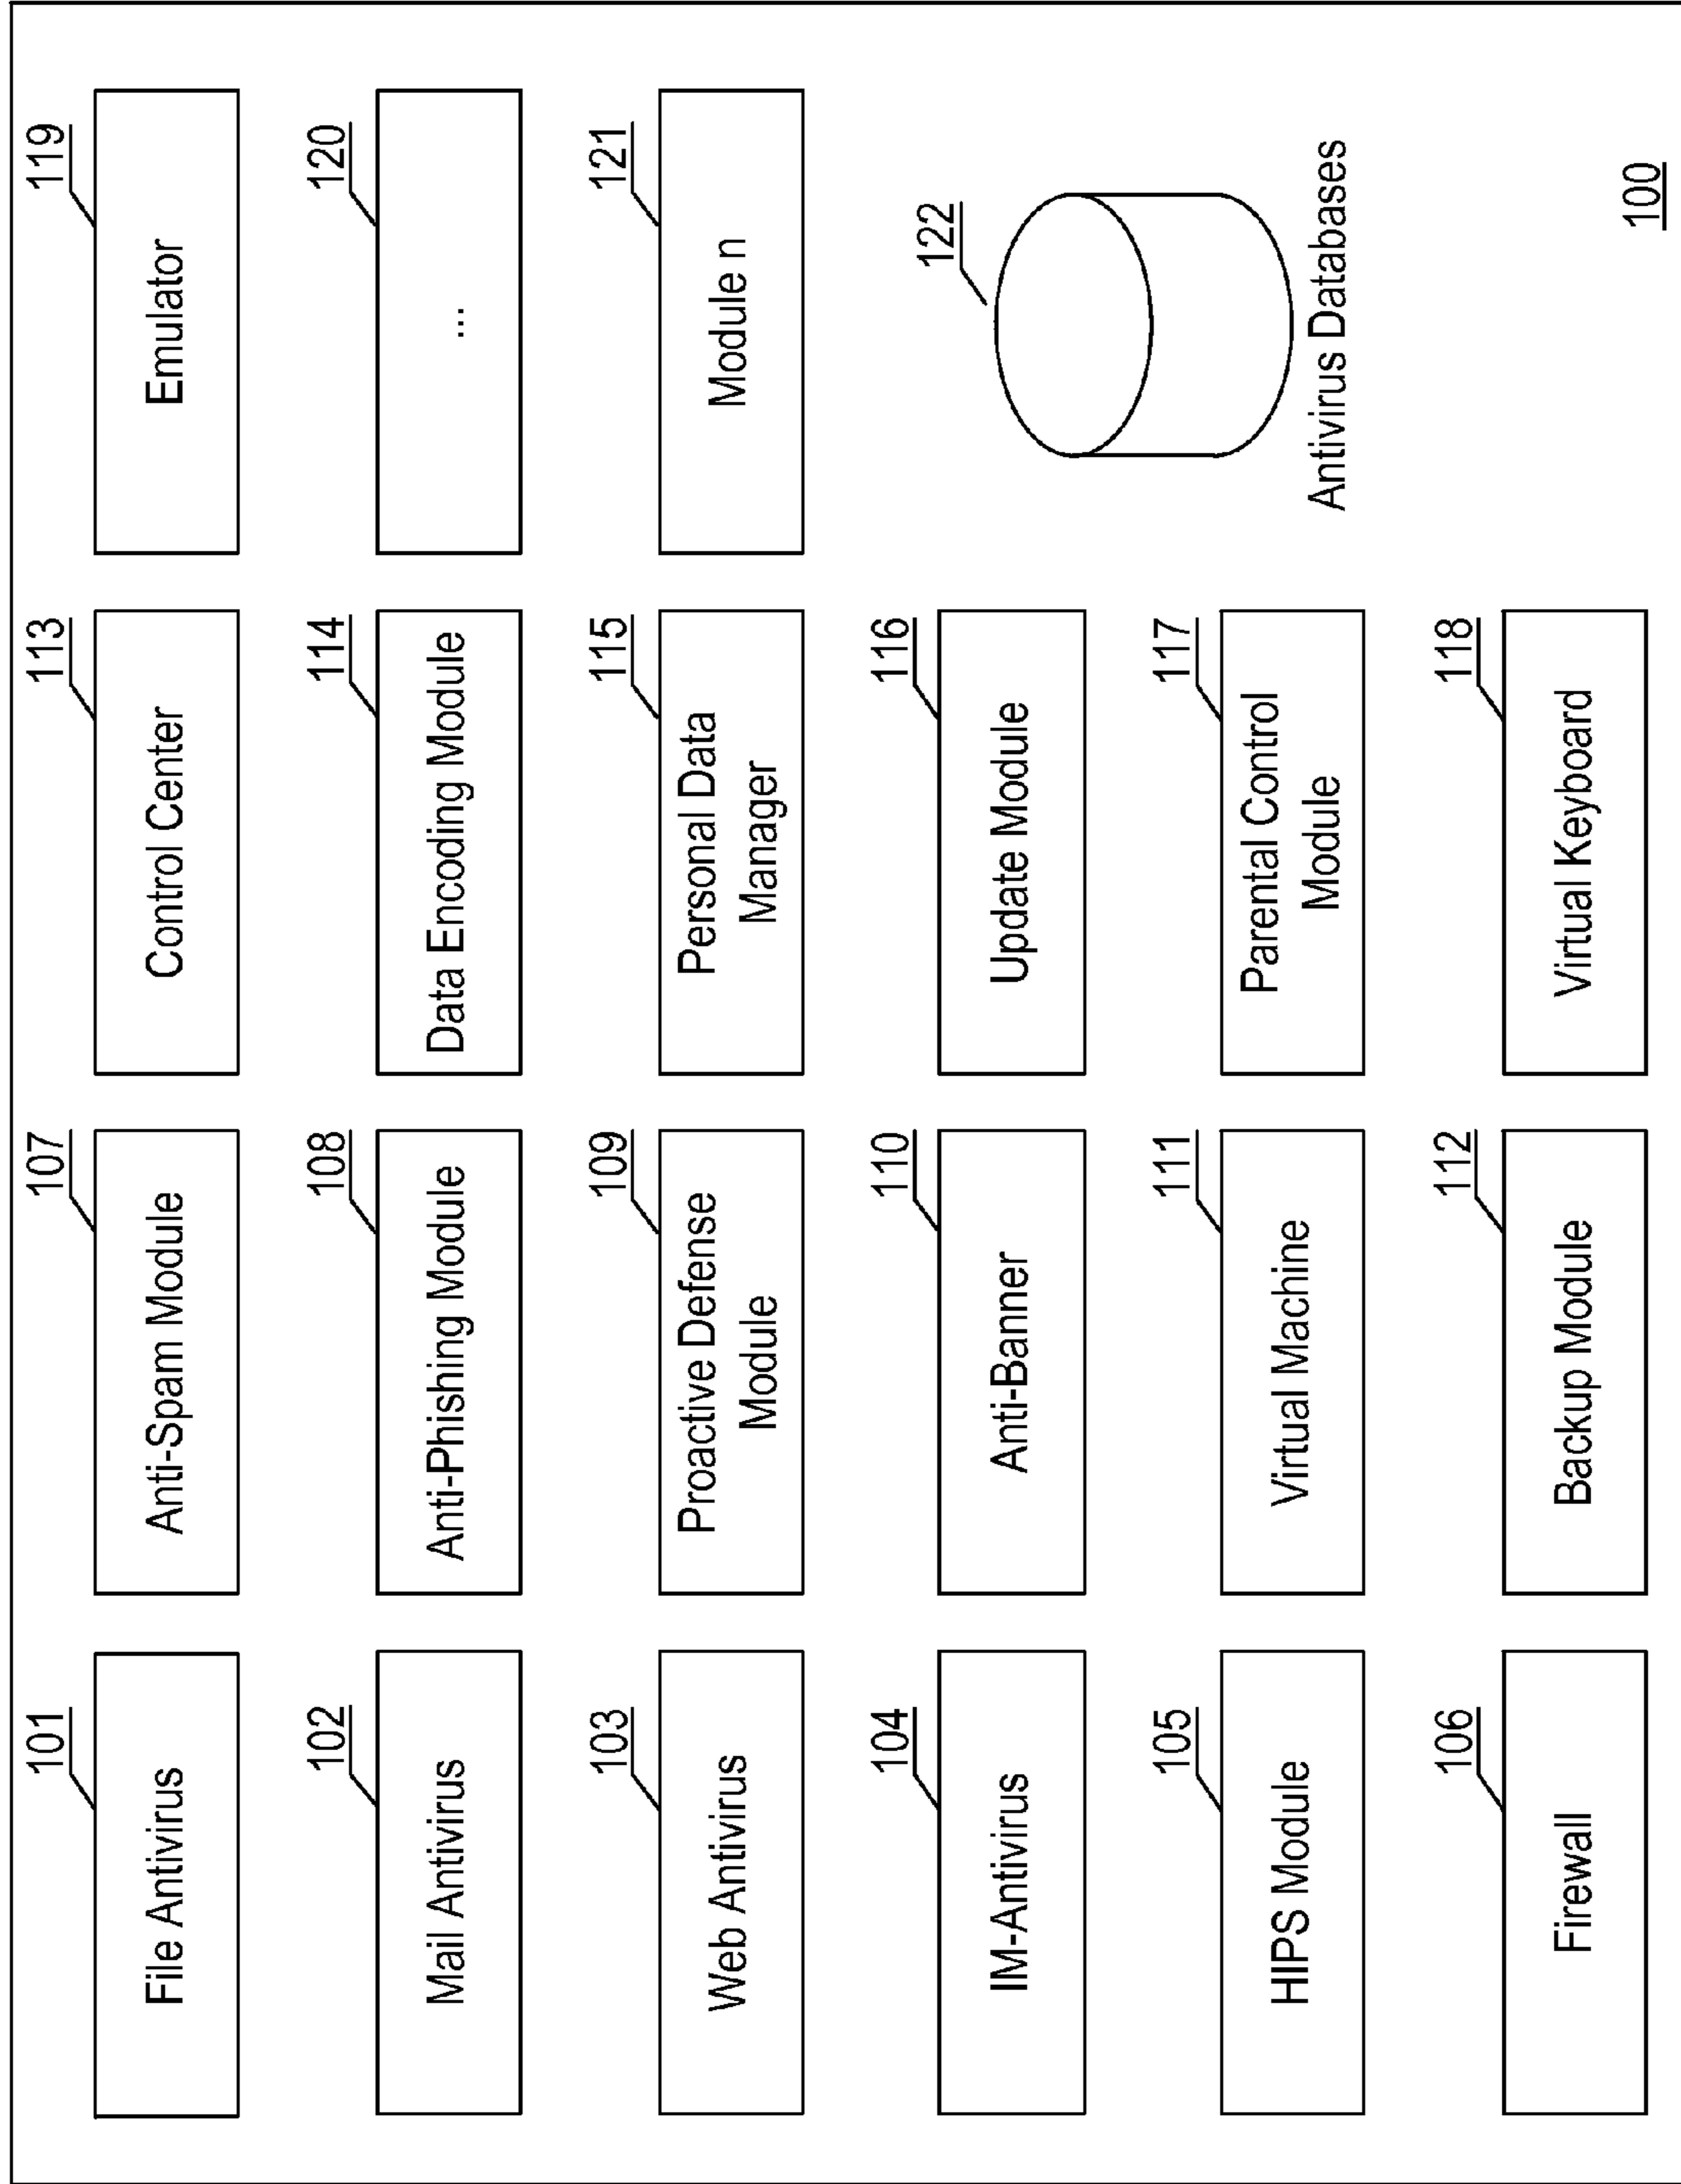 101
File Antivirus
102
Mail Antivirus
103
Web Antivirus
104
IM-Antivirus
105
HIPS Module
106
Firewall
107
Anti-Spam Module
108
Anti-Phishing Module
109
Proactive Defense
Module
110
Anti-Banner
111
Virtual Machine
112
Backup Module
113
Control Center
114
Data Encoding Module
115
Personal Data
Manager
116
Update Module
117
Parental Control
Module
118
Virtual Keyboard
119
Emulator
120
...
121
Module n
122
Antivirus Databases
100